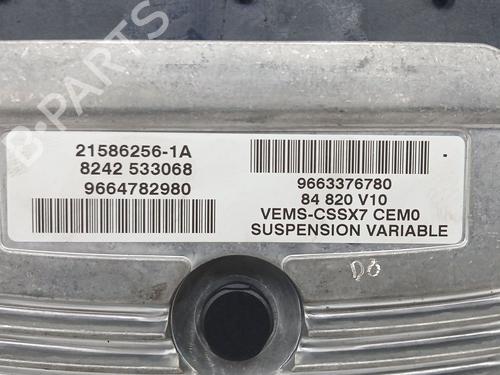 B-PARTS
21586256-1A
8242 533068
9664782980
9663376780
84 820 V10
VEMS-CSSX7 CEM0
SUSPENSION VARIABLE